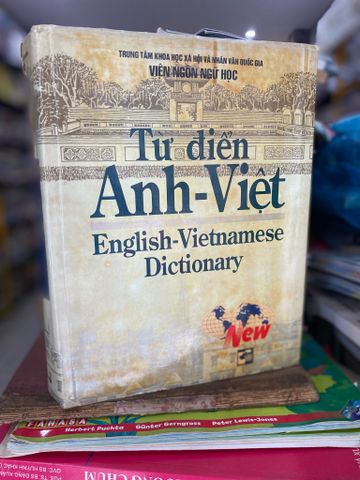 TRUNG TÂM KHOA HỌC XÃ HỘI VÀ NHÂN VĂN QUỐC GIA
VIỆN NGÔN NGỮ HỌC
Từ điển
Anh-Việt
English-Vietnamese
Dictionary
New
FAHASA
Herbert Puchta Günter Gerngross Peter Lewis-Jones